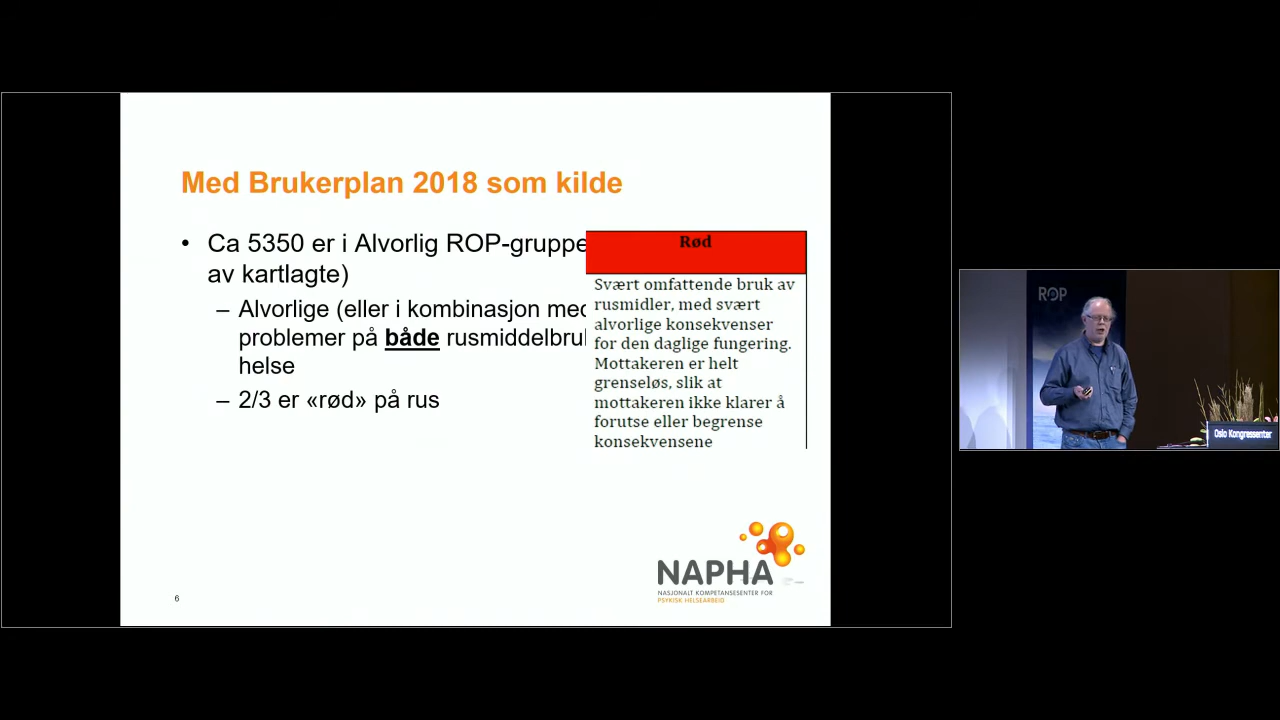 Med Brukerplan 2018 som kilde
• Ca 5350 er i Alvorlig ROP-gruppe
av kartlagte)
– Alvorlige (eller i kombinasjon med
problemer på både rusmiddelbruk
helse
– 2/3 er «rød» på rus
Rød
Svært omfattende bruk av
rusmidler, med svært
alvorlige konsekvenser
for den daglige fungering.
Mottakeren er helt
grenseløs, slik at
mottakeren ikke klarer å
forutse eller begrense
konsekvensene
NAPHA
NASJONALT KOMPETANSESENTER FOR
PSYKISK HELSEARBEID
6
ROP
Oslo Kongressenter